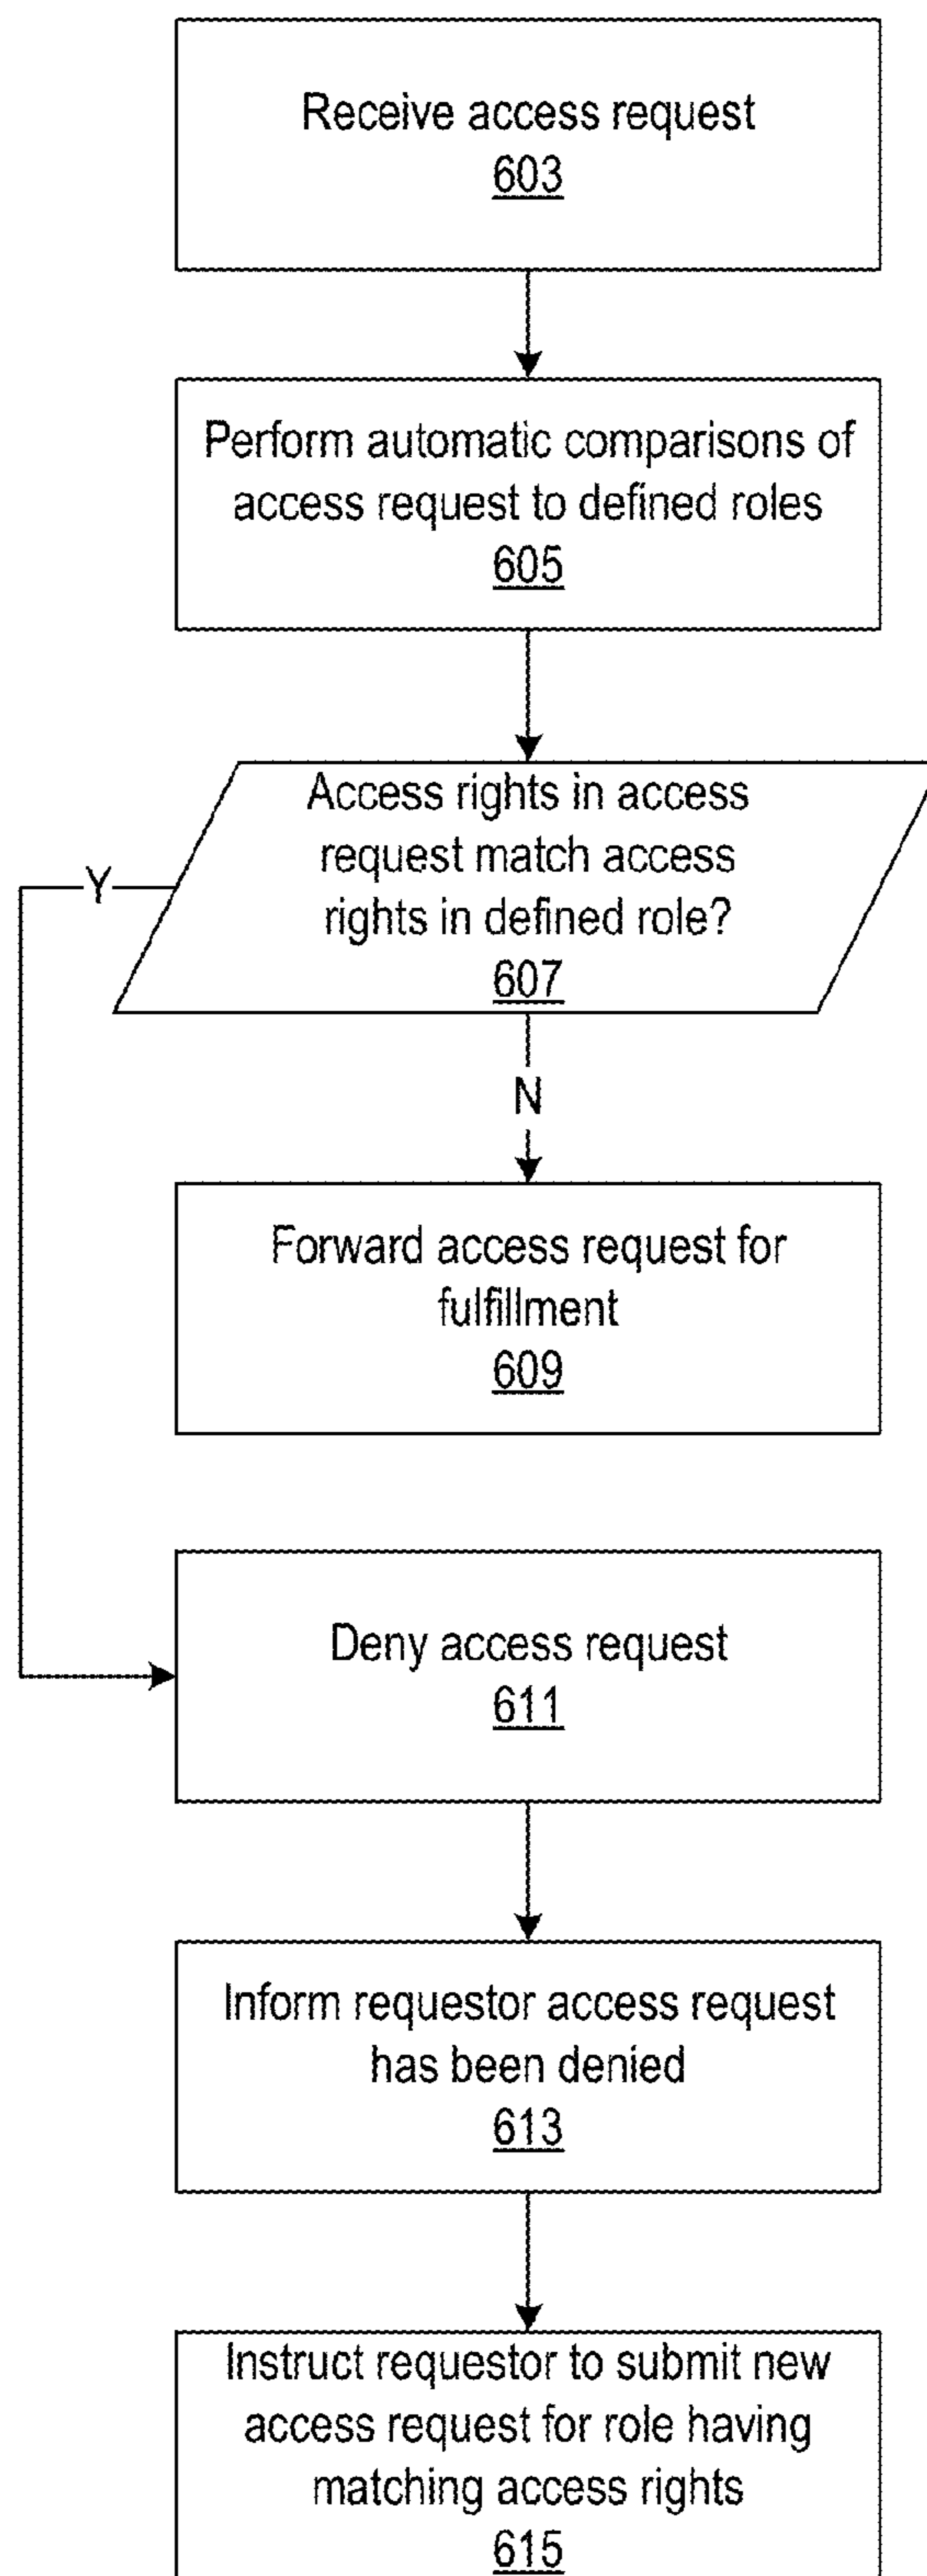 Receive access request
603
Perform automatic comparisons of
access request to defined roles
605
Access rights in access
request match access
rights in defined role?
607
Y
N
Forward access request for
fulfillment
609
Deny access request
611
Inform requestor access request
has been denied
613
Instruct requestor to submit new
access request for role having
matching access rights
615